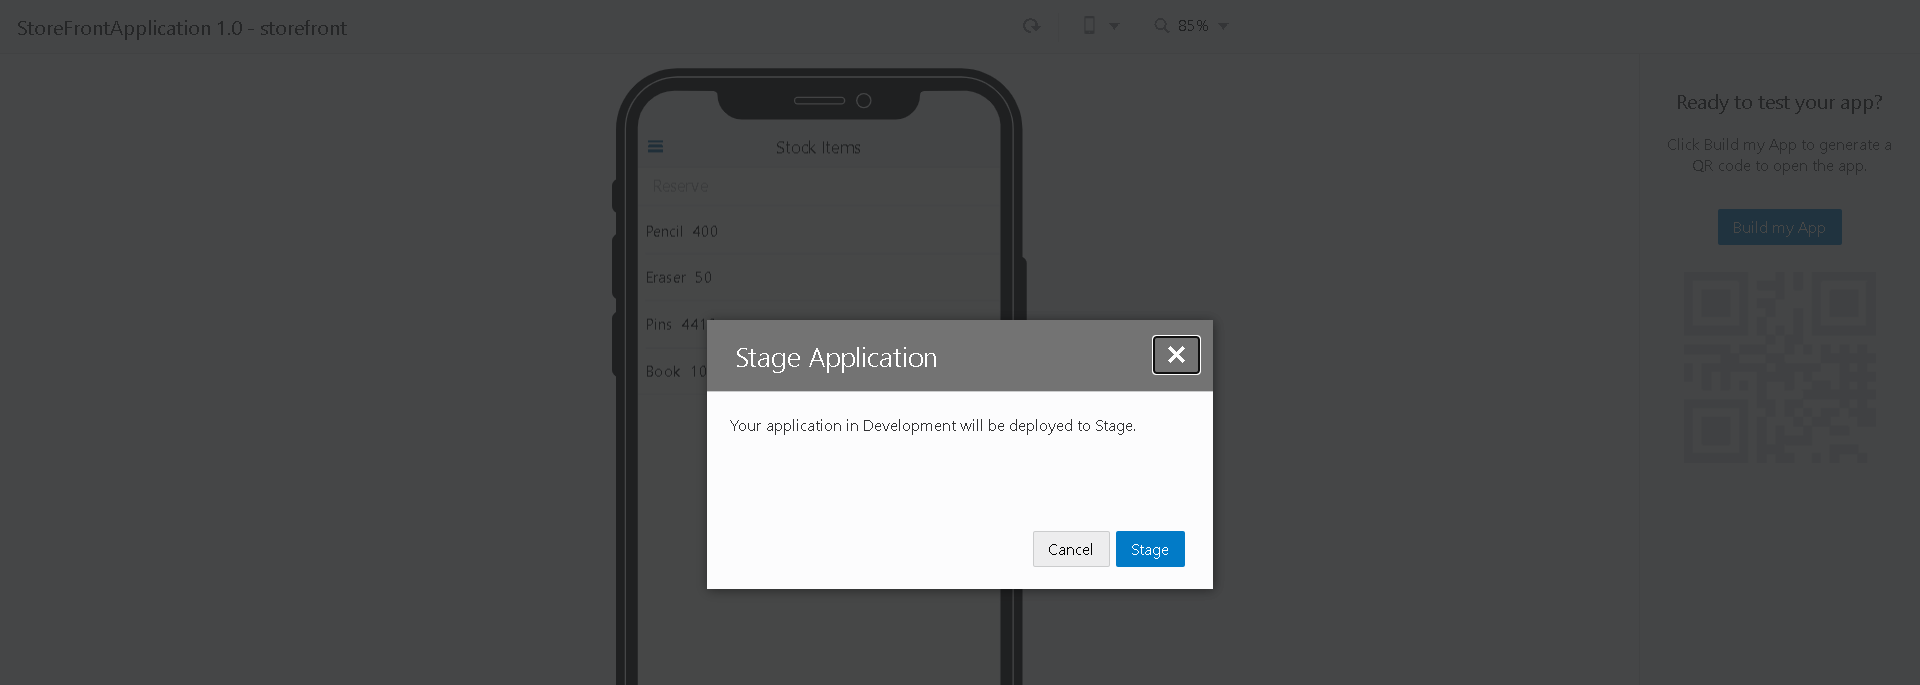 StoreFrontApplication 1.0 - storefront
85%
Ready to test your app?
Click Build my App to generate a
QR code to open the app.
Build my App
Stock Items
Reserve
Pencil 400
Eraser 50
Pins
Book
Stage Application
Your application in Development will be deployed to Stage.
Cancel
Stage